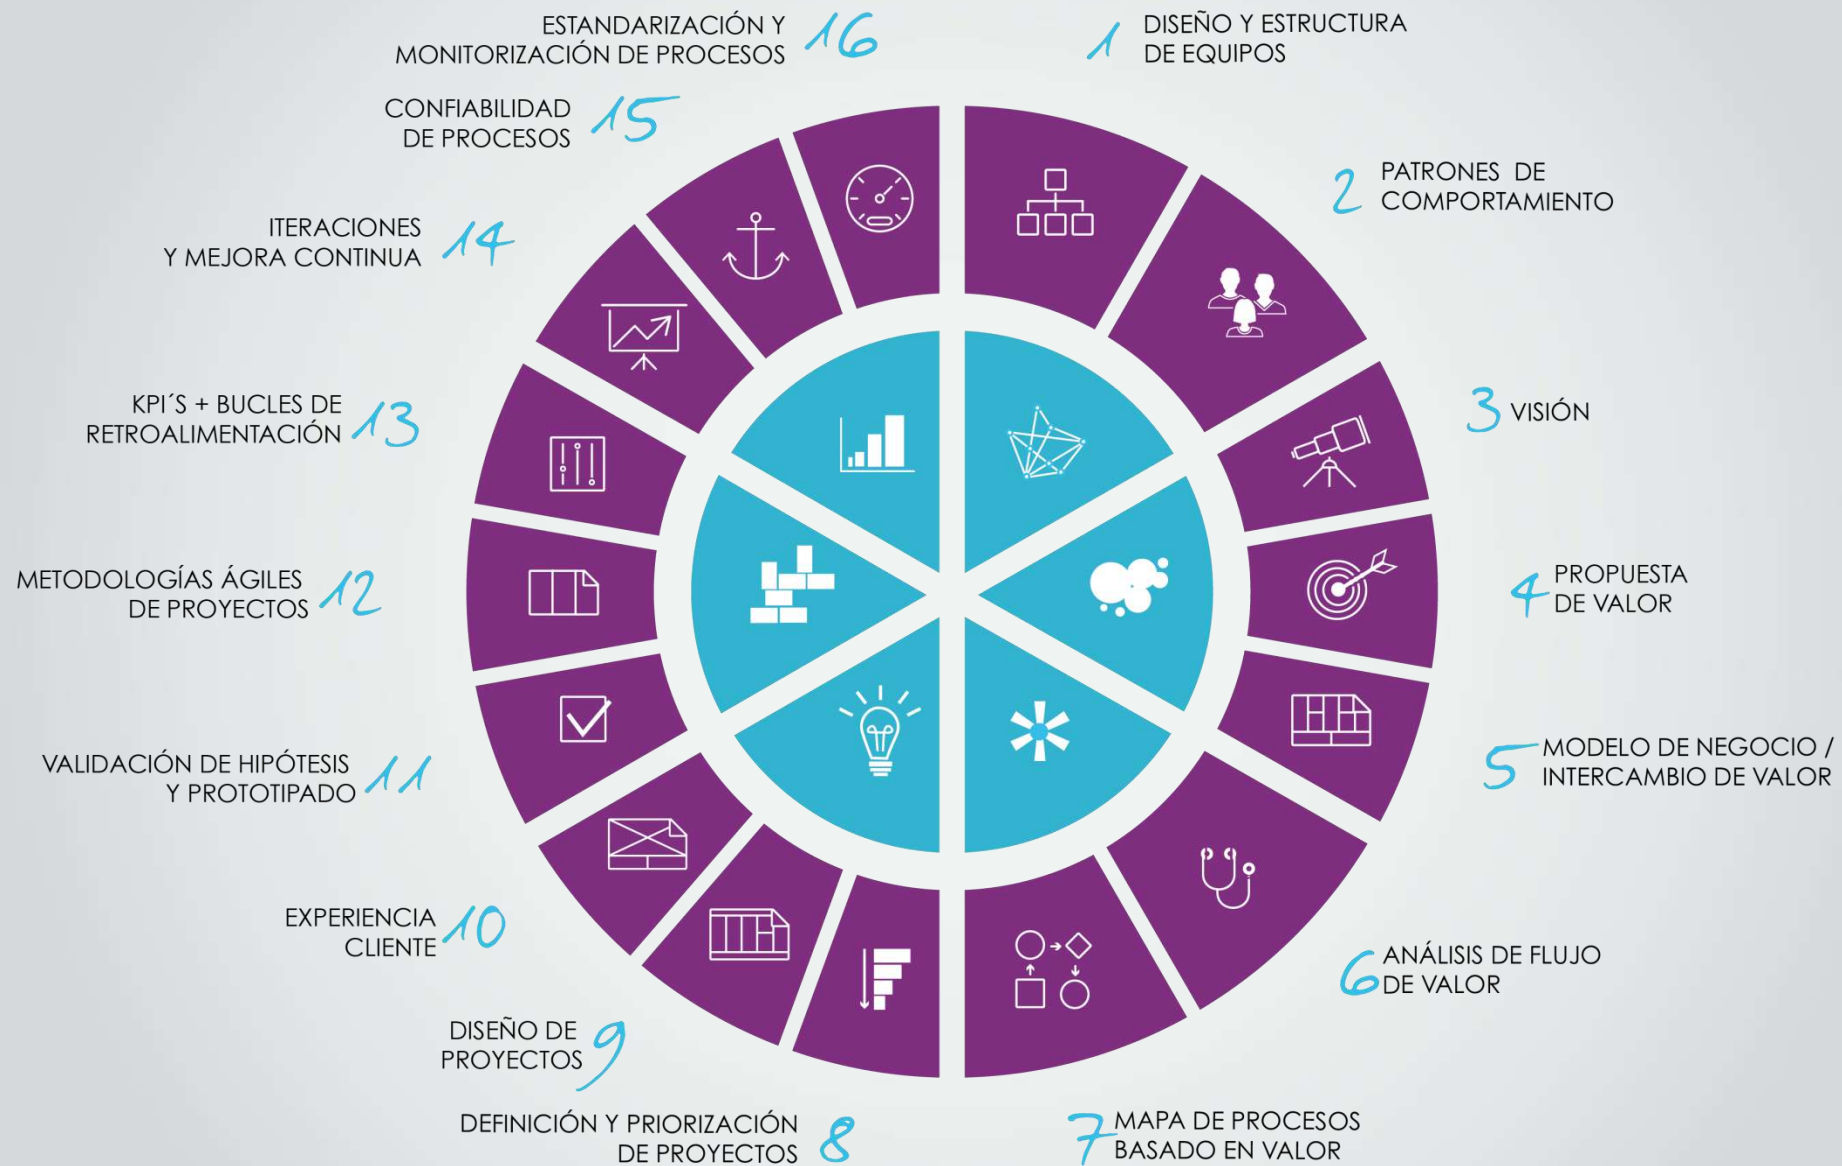 1 DISEÑO Y ESTRUCTURA
DE EQUIPOS
2 PATRONES DE
COMPORTAMIENTO
3 VISIÓN
4 PROPUESTA
DE VALOR
5 MODELO DE NEGOCIO /
INTERCAMBIO DE VALOR
6 ANÁLISIS DE FLUJO
DE VALOR
7 MAPA DE PROCESOS
BASADO EN VALOR
DEFINICIÓN Y PRIORIZACIÓN
DE PROYECTOS 8
DISEÑO DE
PROYECTOS 9
EXPERIENCIA
CLIENTE 10
VALIDACIÓN DE HIPÓTESIS
Y PROTOTIPADO 11
METODOLOGÍAS ÁGILES
DE PROYECTOS 12
KPI´S + BUCLES DE
RETROALIMENTACIÓN 13
ITERACIONES
Y MEJORA CONTINUA 14
CONFIABILIDAD
DE PROCESOS 15
ESTANDARIZACIÓN Y
MONITORIZACIÓN DE PROCESOS 16